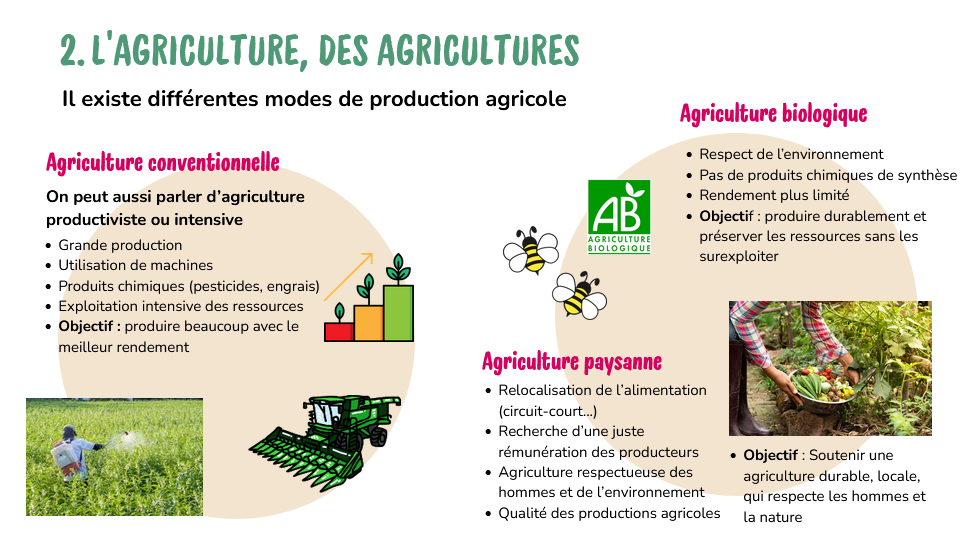 2. L'AGRICULTURE, DES AGRICULTURES
Il existe différentes modes de production agricole
Agriculture conventionnelle
On peut aussi parler d'agriculture
productiviste ou intensive
• Grande production
• Utilisation de machines
• Produits chimiques (pesticides, engrais)
• Exploitation intensive des ressources
• Objectif : produire beaucoup avec le
meilleur rendement
Agriculture biologique
• Respect de l'environnement
• Pas de produits chimiques de synthèse
• Rendement plus limité
• Objectif : produire durablement et
préserver les ressources sans les
surexploiter
AB
AGRICULTURE
BIOLOGIQUE
Agriculture paysanne
• Relocalisation de l'alimentation
(circuit-court...)
• Recherche d'une juste
rémunération des producteurs
• Agriculture respectueuse des
hommes et de l'environnement
• Qualité des productions agricoles
• Objectif : Soutenir une
agriculture durable, locale,
qui respecte les hommes et
la nature